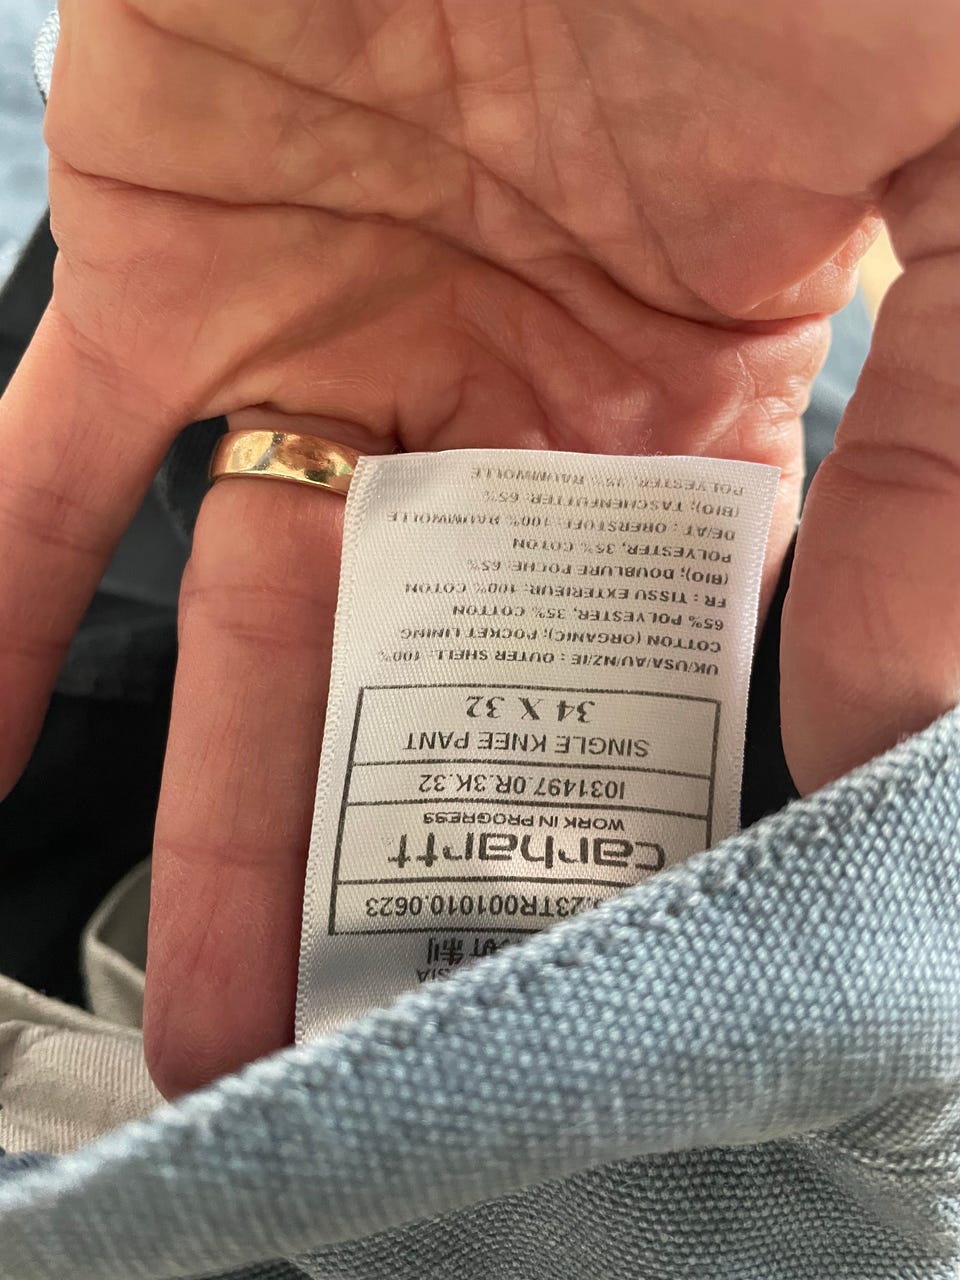 SIA
制
.23TR001010.0623
carhartt
WORK IN PROGRESS
I031497.0R.3K.32
SINGLE KNEE PANT
34 X 32
UK/USA/AU/NZ/IE : OUTER SHELL: 100%
COTTON (ORGANIC); POCKET LINING
65% POLYESTER, 35% COTTON
FR : TISSU EXTERIEUR: 100% COTON
(BIO); DOUBLURE POCHE: 65%
POLYESTER, 35% COTON
DE/AT : OBERSTOFF: 100% BAUMWOLLE
(BIO); TASCHENFUTTER: 65%
POLYESTER, 35% BAUMWOLLE